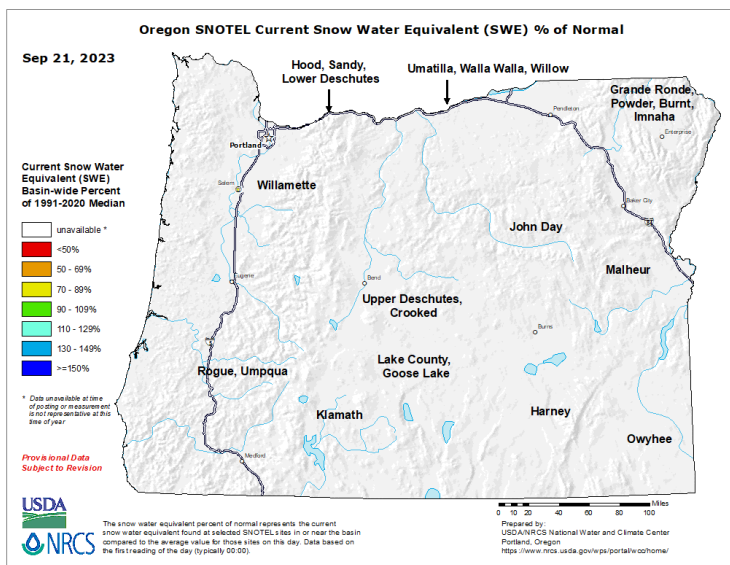 Oregon SNOTEL Current Snow Water Equivalent (SWE) % of Normal
Sep 21, 2023
Hood, Sandy,
Lower Deschutes
Umatilla, Walla Walla, Willow
Grande Ronde,
Powder, Burnt,
Imnaha
Pendleton
Enterprise
Portland
Current Snow Water
Equivalent (SWE)
Basin-wide Percent
of 1991-2020 Median
unavailable *
<50%
50 - 69%
70 - 89%
90 - 109%
110 - 129%
130 - 149%
>=150%
Salem
Willamette
Baker City
John Day
Malheur
Eugene
Bend
Upper Deschutes,
Crooked
Burns
Lake County,
Goose Lake
Rogue, Umpqua
Klamath
Harney
Owyhee
Medford
* Data unavailable at time
of posting or measurement
is not representative at this
time of year
Provisional Data
Subject to Revision
USDA
NRCS
The snow water equivalent percent of normal represents the current
snow water equivalent found at selected SNOTEL sites in or near the basin
compared to the average value for those sites on this day. Data based on
the first reading of the day (typically 00:00).
Miles
0 10 20 40 60 80 100
Prepared by:
USDA/NRCS National Water and Climate Center
Portland, Oregon
https://www.nrcs.usda.gov/wps/portal/wcc/home/